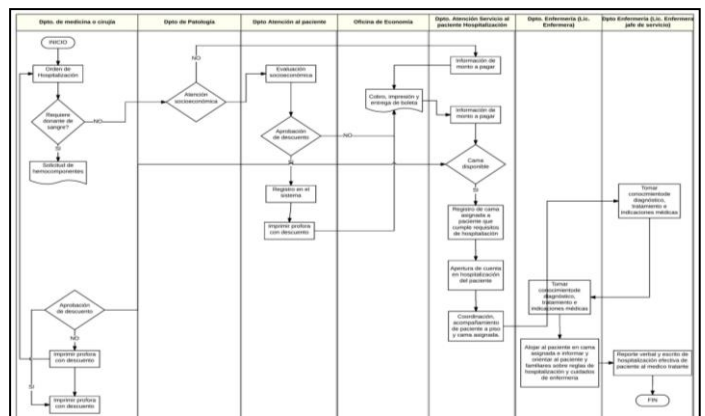 Dpto. de medicina o cirujia
Dpto de Patología
Dpto Atención al paciente
Oficina de Economía
Dpto. Atención Servicio al
paciente Hospitalización
Dpto. Enfermería (Lic.
Enfermera)
Dpto Enfermería (Lic. Enfermera
jefe de servicio)
INICIO
Orden de
Hospitalización
Requiere
donante de
sangre?
NO
SI
Solicitud de
hemocomponentes
NO
Atención
socioeconómica
Evaluación
socioeconómica
Aprobación
de descuento
NO
SI
Registro en el
sistema
Imprimir profora
con descuento
Cobro, impresión y
entrega de boleta
Información de
monto a pagar
Información de
monto a pagar
Cama
disponible
SI
Registro de cama
asignada a
paciente que
cumple requisitos
de hospitaliación
Apertura de cuenta
en hospitalización
del paciente
Coordinación,
acompañamiento
de paciente a piso
y cama asignada.
Tomar
conocimientode
diagnóstico,
tratamiento e
indicaciones médicas
Tomar
conocimientode
diagnóstico,
tratamiento e
indicaciones médicas
Alojar al paciente en cama
asignada e informar y
orientar al paciente y
familiares sobre reglas de
hospitalización y cuidados
de enfermeria
Reporte verbal y escrito de
hospitalización efectiva de
paciente al medico tratante
FIN
Aprobación
de descuento
NO
SI
Imprimir profora
con descuento
Imprimir profora
con descuento